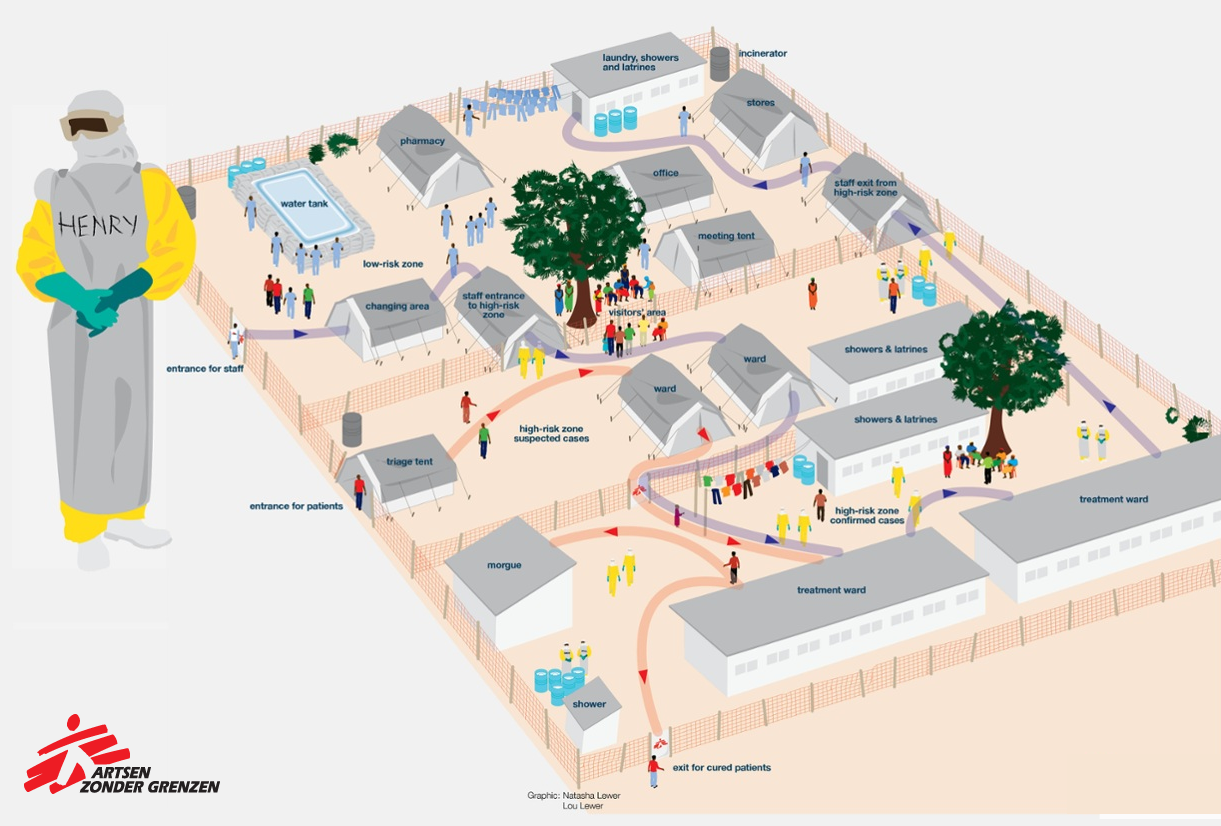 laundry, showers
and latrines
incinerator
stores
pharmacy
office
staff exit from
high-risk zone
water tank
HENRY
meeting tent
low-risk zone
changing area
staff entrance
to high-risk
zone
visitors' area
entrance for staff
showers & latrines
ward
ward
showers & latrines
high-risk zone
suspected cases
triage tent
entrance for patients
high-risk zone
confirmed cases
treatment ward
morgue
treatment ward
shower
exit for cured patients
ARTSEN
ZONDER GRENZEN
Graphic: Natasha Lewer
Lou Lewer